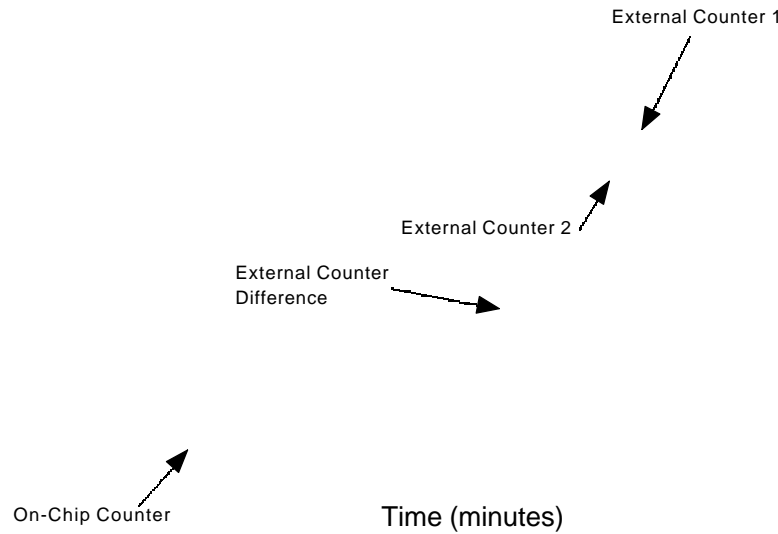 External Counter 1
External Counter 2
External Counter
Difference
On-Chip Counter
Time (minutes)